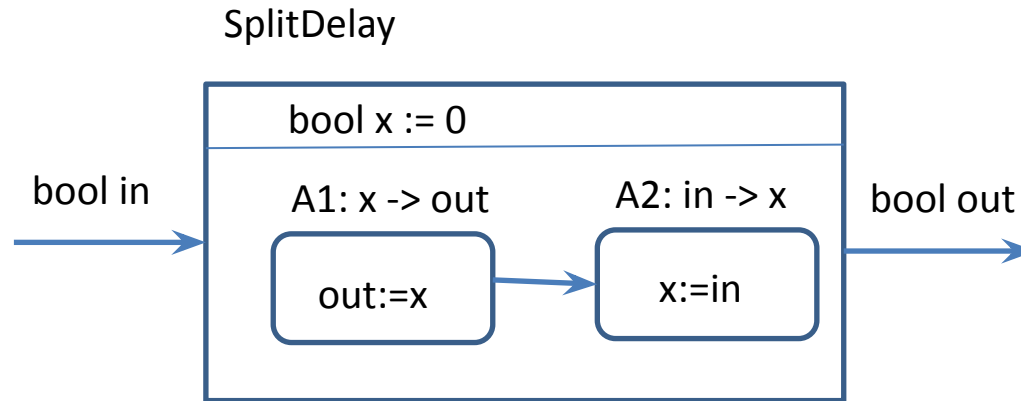 SplitDelay
bool x := 0
bool in
A1: x -> out
A2: in -> x
bool out
out:=x
x:=in